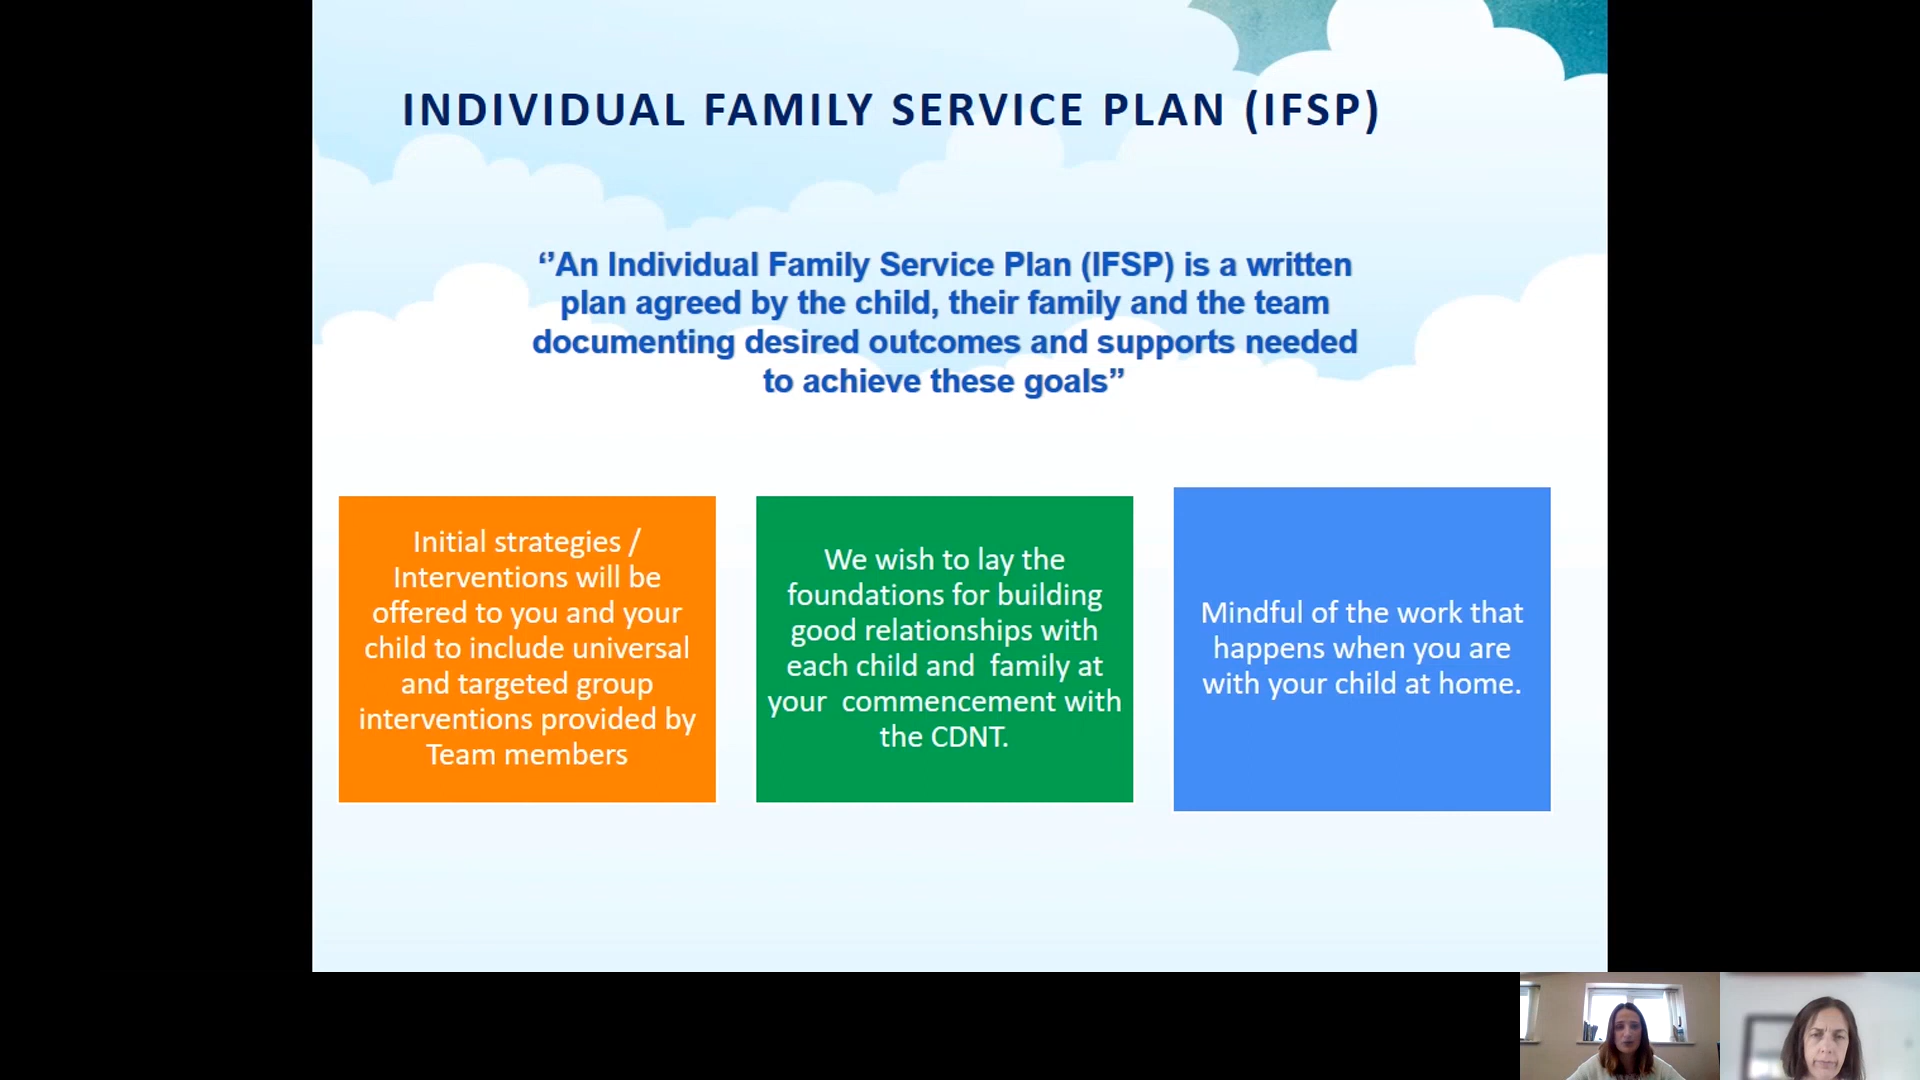 INDIVIDUAL FAMILY SERVICE PLAN (IFSP)
‘’An Individual Family Service Plan (IFSP) is a written
plan agreed by the child, their family and the team
documenting desired outcomes and supports needed
to achieve these goals”
Initial strategies /
Interventions will be
offered to you and your
child to include universal
and targeted group
interventions provided by
Team members
We wish to lay the
foundations for building
good relationships with
each child and  family at
your  commencement with
the CDNT.
Mindful of the work that
happens when you are
with your child at home.